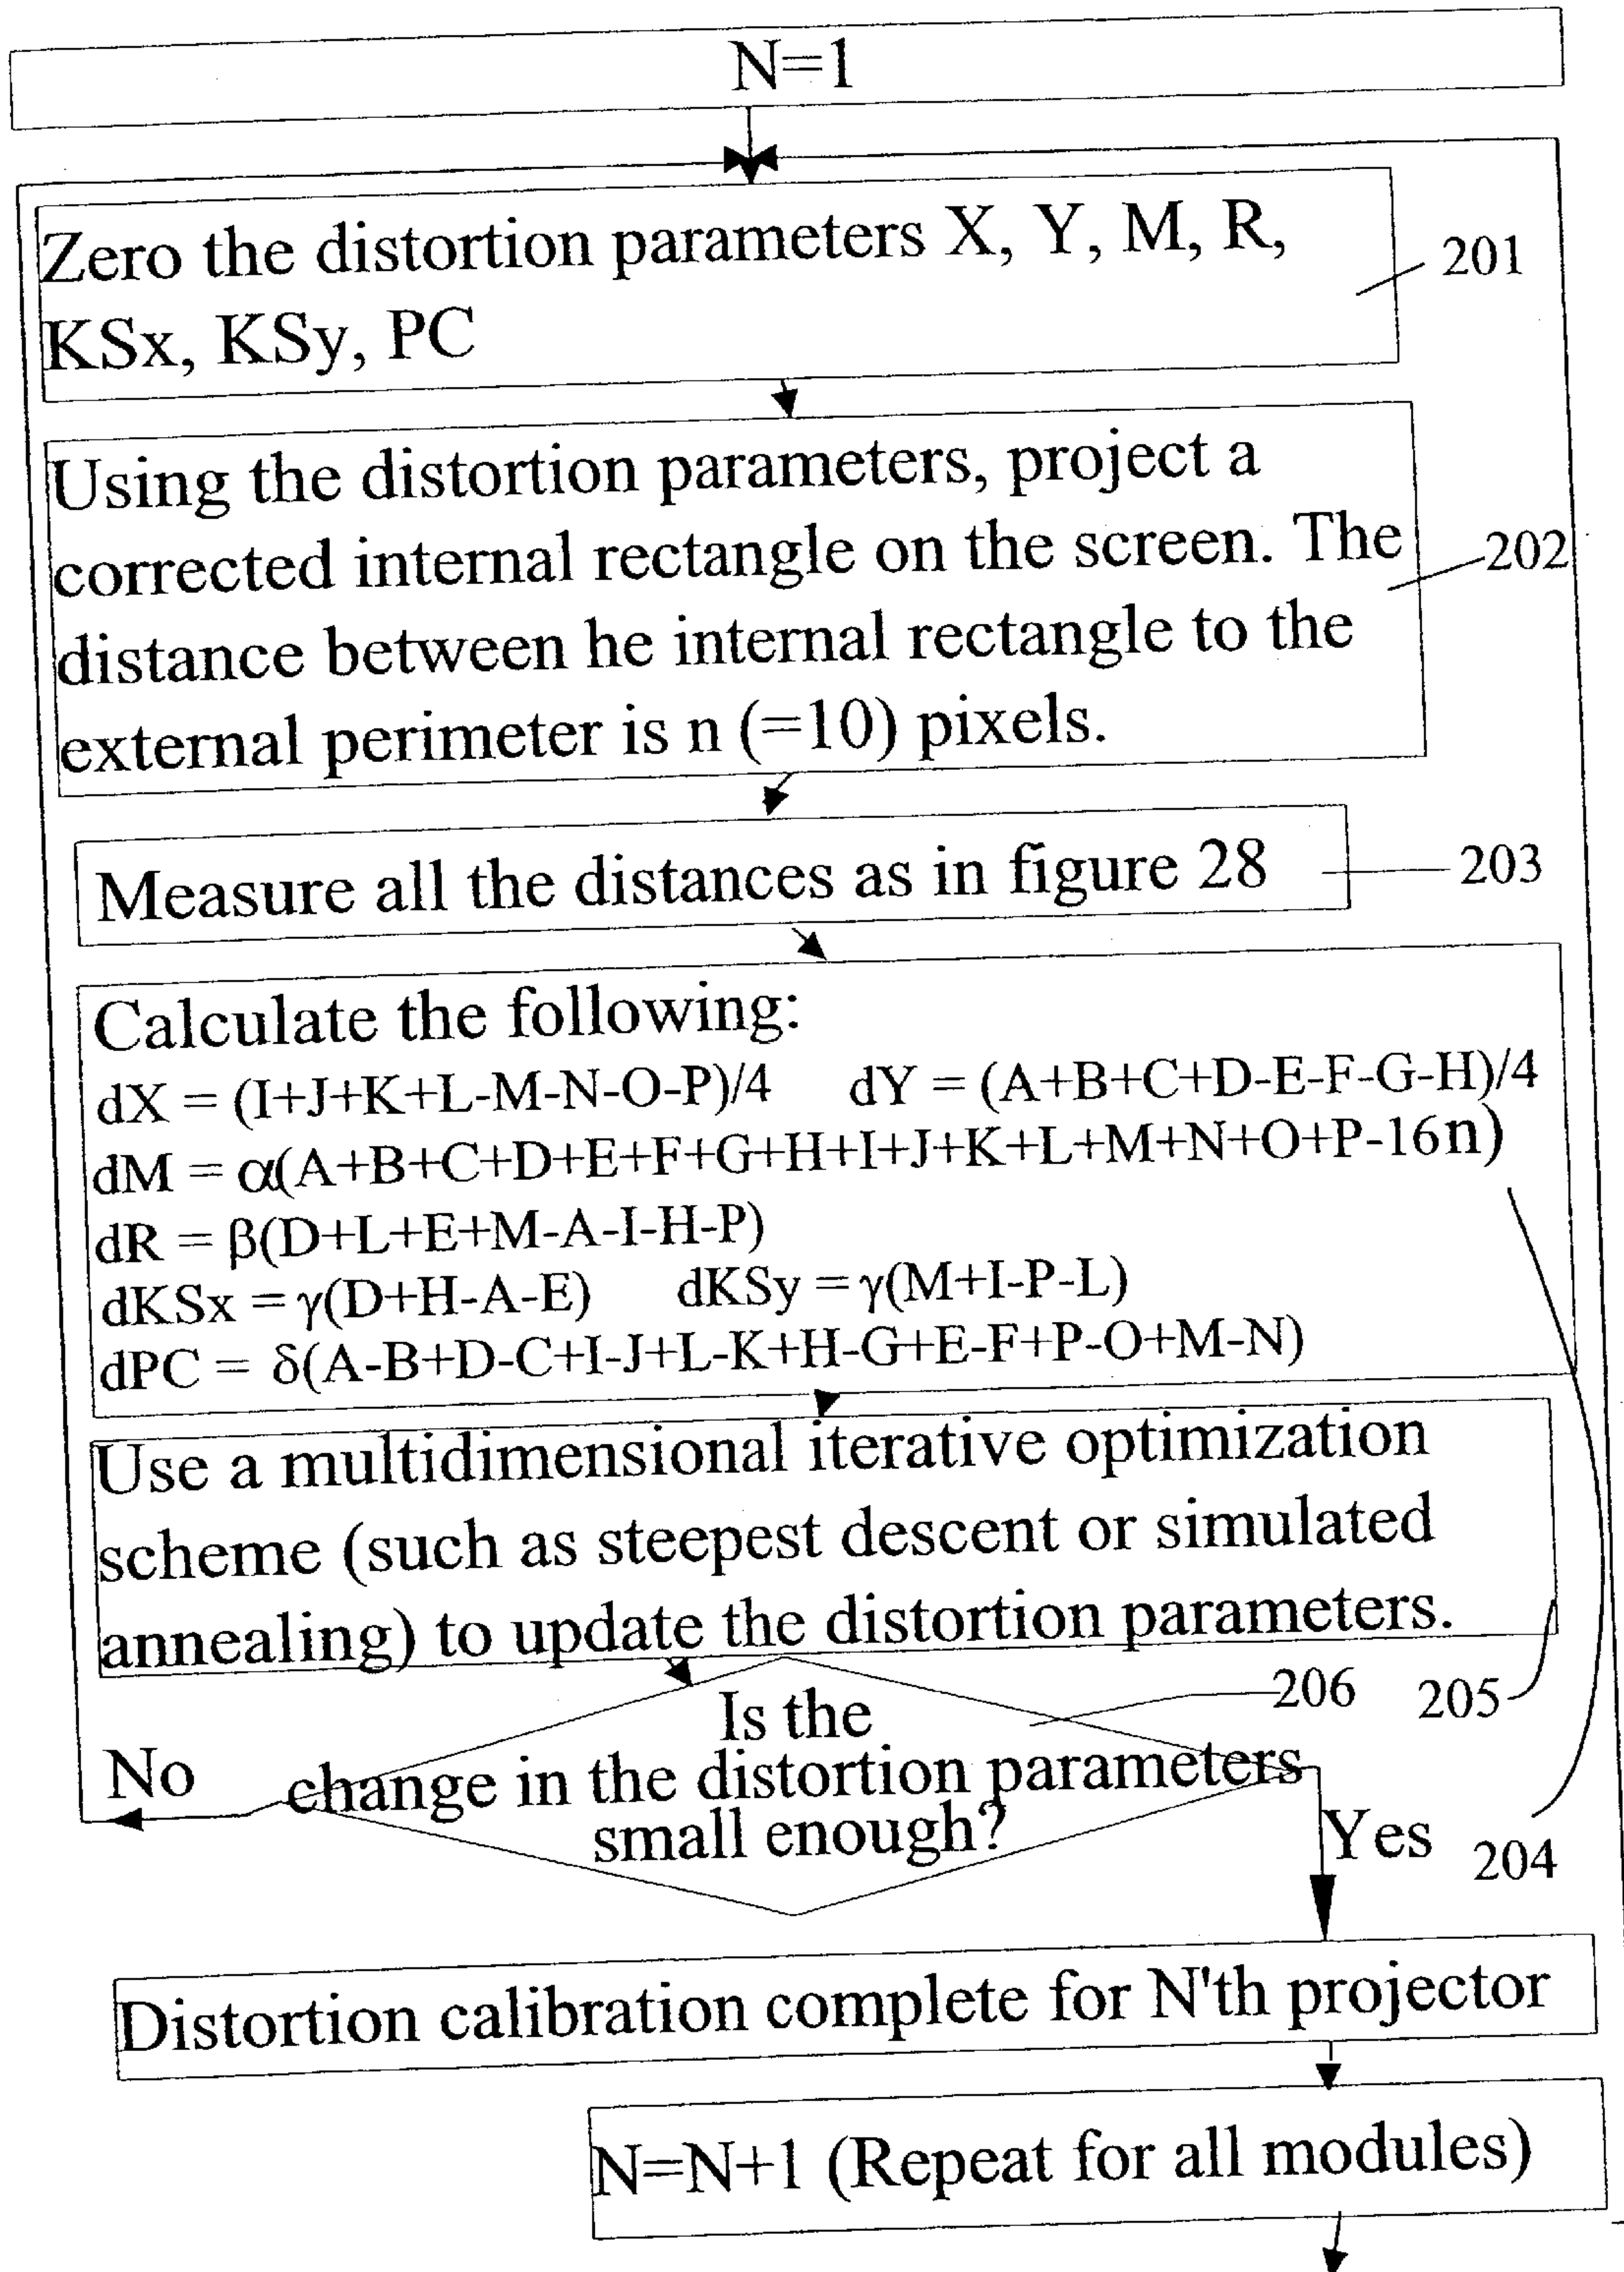 N=1
Zero the distortion parameters X, Y, M, R,
KSx, KSy, PC
201
Using the distortion parameters, project a
corrected internal rectangle on the screen. The
distance between he internal rectangle to the
external perimeter is n (=10) pixels.
202
Measure all the distances as in figure 28
203
Calculate the following:
dX = (I+J+K+L-M-N-O-P)/4 dY = (A+B+C+D-E-F-G-H)/4
dM = α(A+B+C+D+E+F+G+H+I+J+K+L+M+N+O+P-16n)
dR = β(D+L+E+M-A-I-H-P)
dKSx = γ(D+H-A-E) dKSy = γ(M+I-P-L)
dPC = δ(A-B+D-C+I-J+L-K+H-G+E-F+P-O+M-N)
Use a multidimensional iterative optimization
scheme (such as steepest descent or simulated
annealing) to update the distortion parameters.
206 205
Is the
change in the distortion parameters
small enough?
No
Yes
204
Distortion calibration complete for N'th projector
N=N+1 (Repeat for all modules)